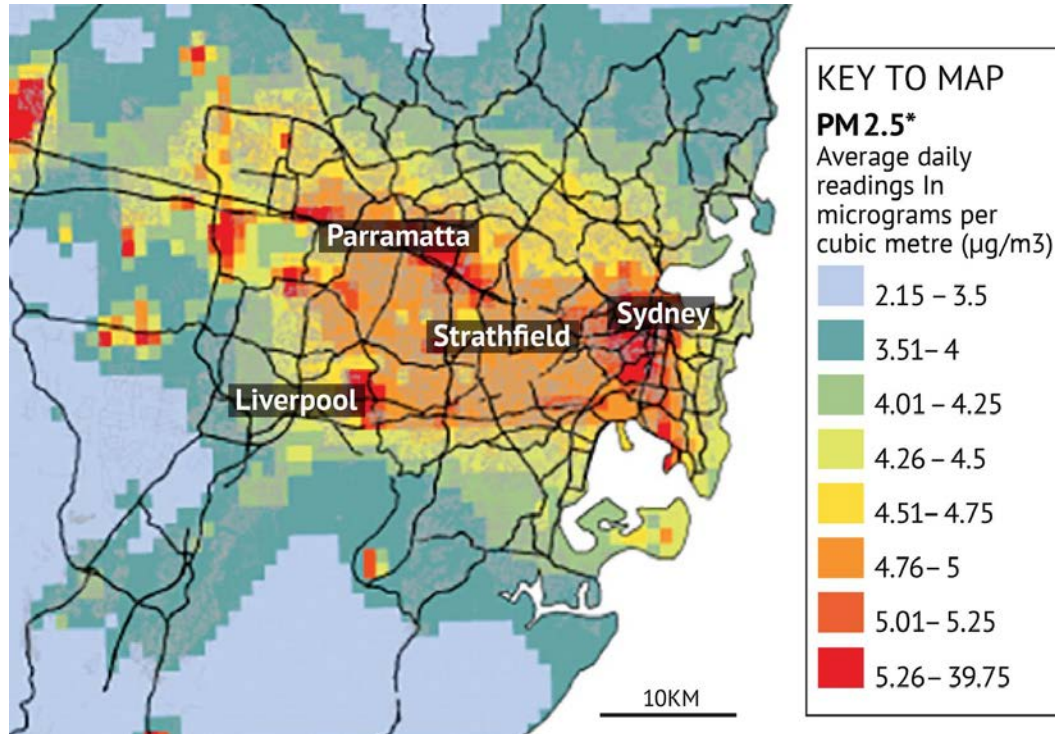 Parramatta
Sydney
Strathfield
Liverpool
10KM
KEY TO MAP
PM 2.5*
Average daily
readings In
micrograms per
cubic metre (µg/m3)
2.15 – 3.5
3.51 – 4
4.01 – 4.25
4.26 – 4.5
4.51 – 4.75
4.76 – 5
5.01 – 5.25
5.26 – 39.75